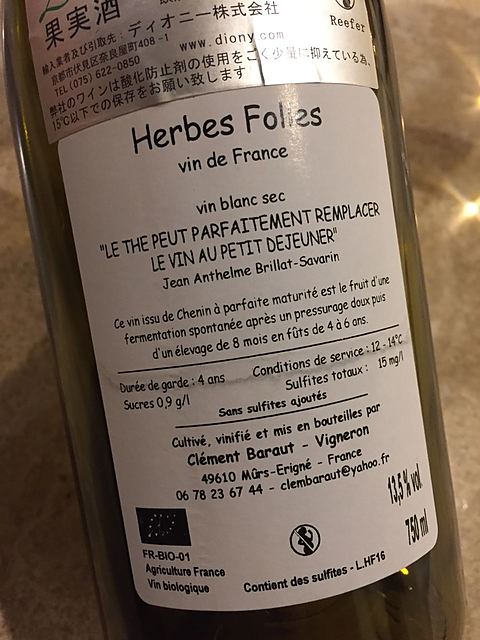 果実酒
Reefer
輸入業者及び引取先：ディオニー株式会社
京都市伏見区奈良屋町408-1 www.diony.com
TEL (075) 622-0850
弊社のワインは酸化防止剤の使用をごく少量に抑えている為、
15℃以下での保存をお願い致します
Herbes Folles
vin de France
vin blanc sec
"LE THE PEUT PARFAITEMENT REMPLACER
LE VIN AU PETIT DEJEUNER"
Jean Anthelme Brillat-Savarin
Ce vin issu de Chenin à parfaite maturité est le fruit d'une
fermentation spontanée après un pressurage doux puis
d'un élevage de 8 mois en fûts de 4 à 6 ans.
Durée de garde : 4 ans Conditions de service : 12 - 14°C
Sucres 0,9 g/l Sulfites totaux : 15 mg/l
Sans sulfites ajoutés
Cultivé, vinifié et mis en bouteilles par
Clément Baraut - Vigneron
49610 Mûrs-Erigné - France
06 78 23 67 44 - clembaraut@yahoo.fr
13,5 % vol.
750 ml
FR-BIO-01
Agriculture France
Vin biologique
Contient des sulfites - L.HF16